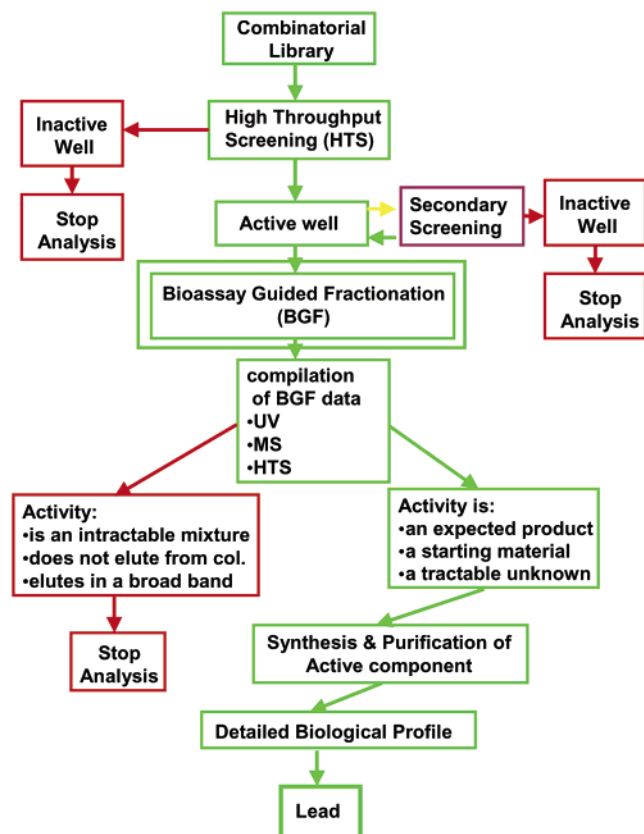 Combinatorial
Library
High Throughput
Screening (HTS)
Inactive
Well
Stop
Analysis
Active well
Secondary
Screening
Inactive
Well
Stop
Analysis
Bioassay Guided Fractionation
(BGF)
compilation
of BGF data
•UV
•MS
•HTS
Activity:
•is an intractable mixture
•does not elute from col.
•elutes in a broad band
Stop
Analysis
Activity is:
•an expected product
•a starting material
•a tractable unknown
Synthesis & Purification of
Active component
Detailed Biological Profile
Lead